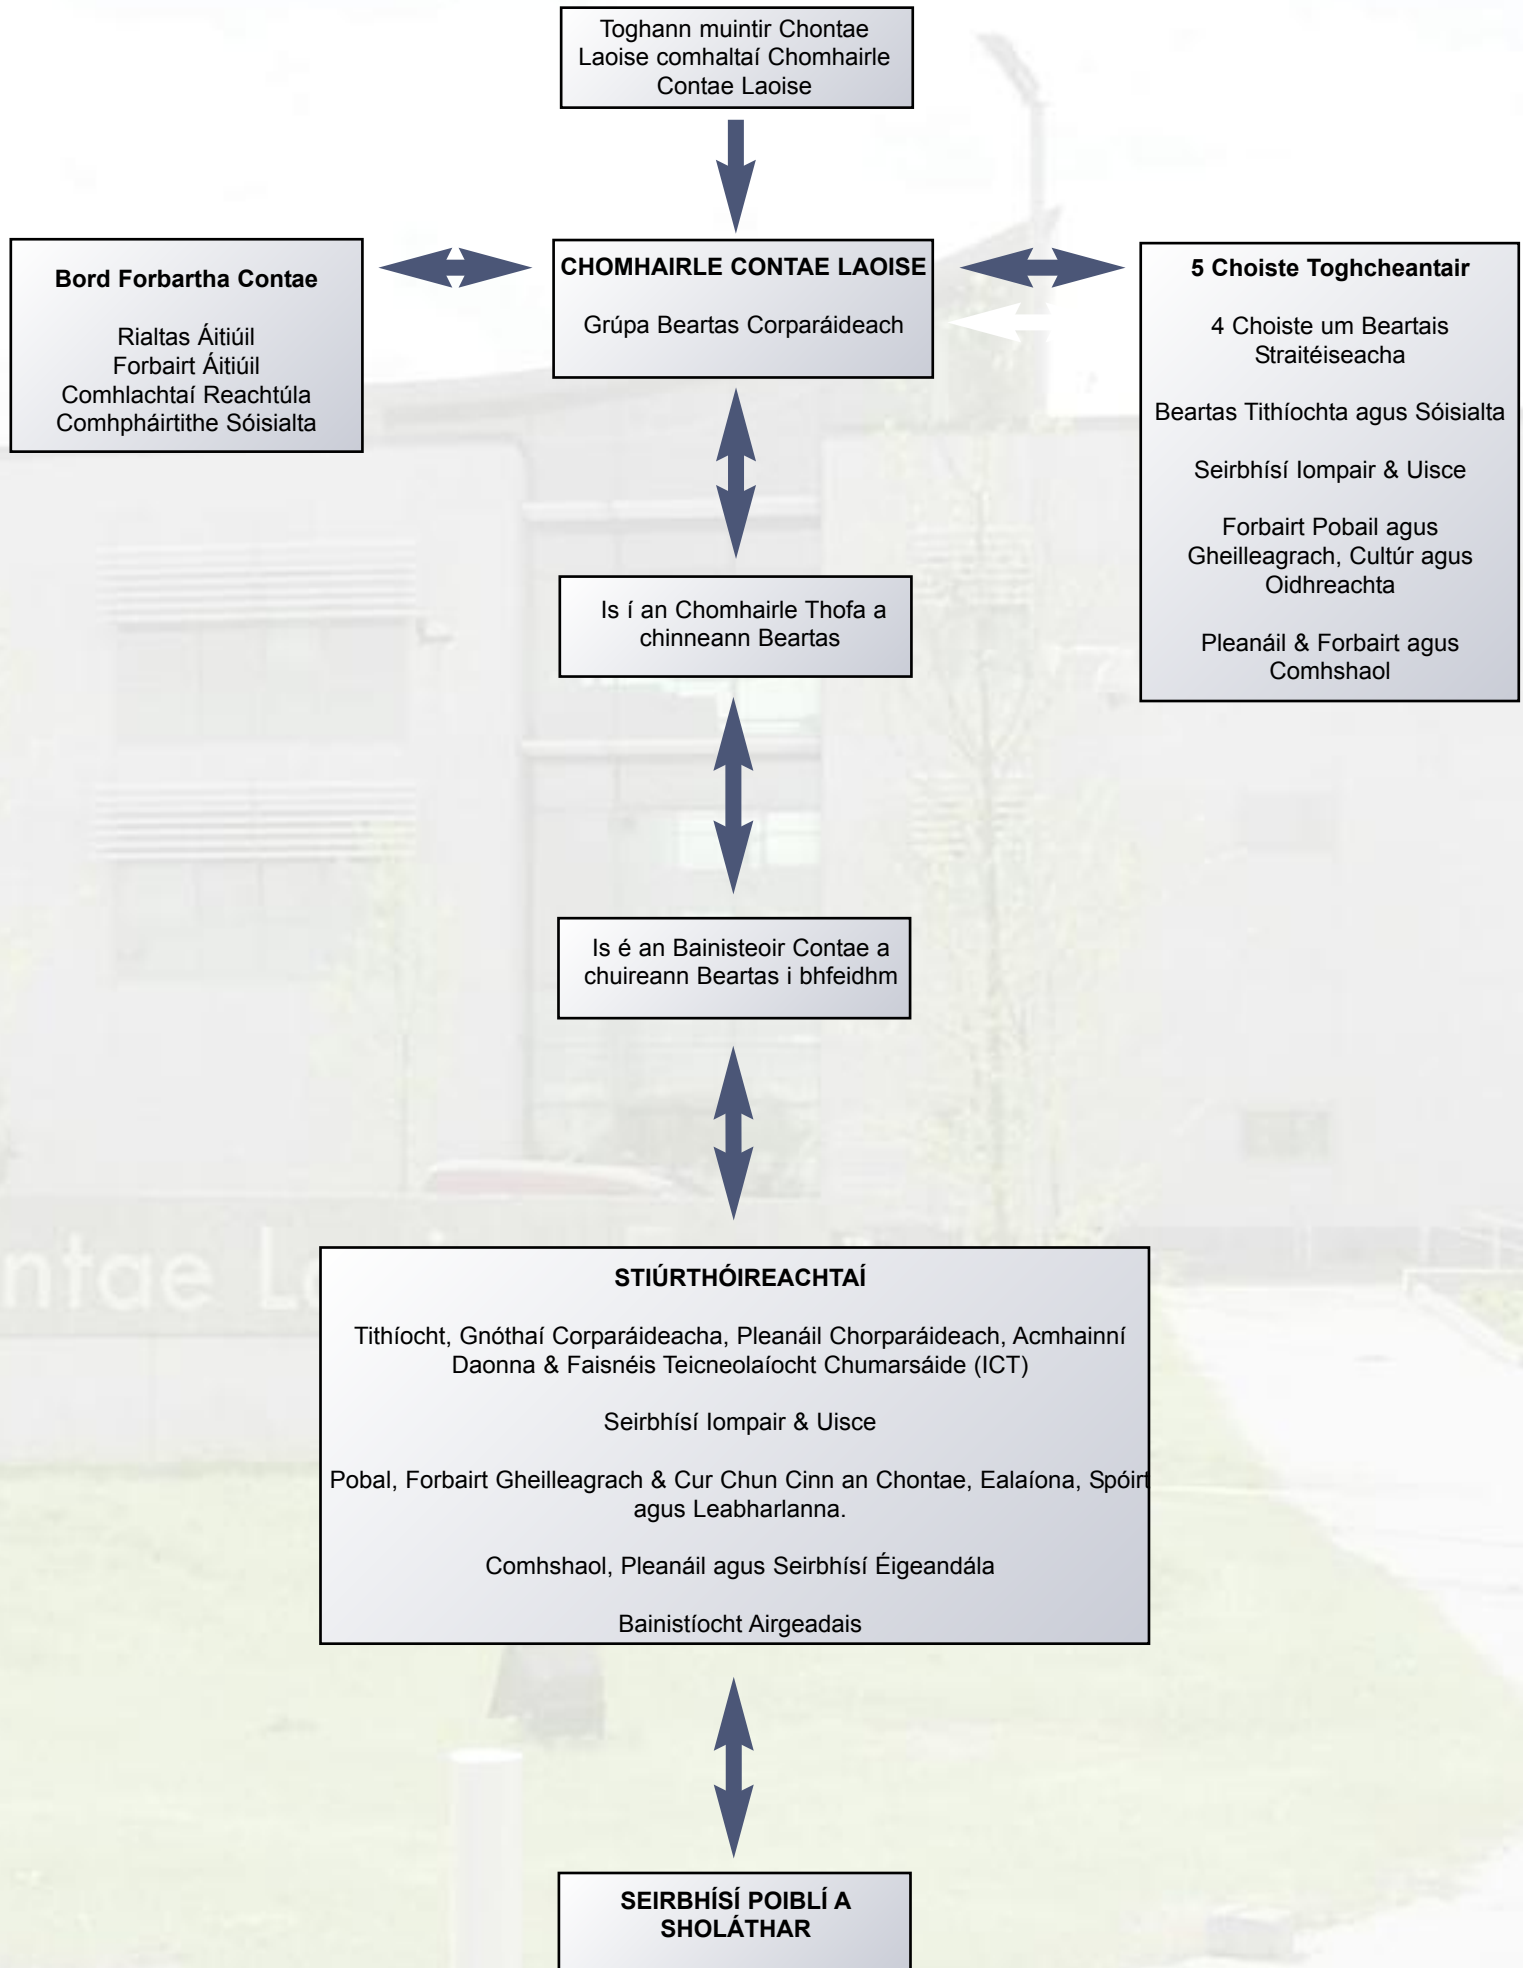 Toghann muintir Chontae
Laoise comhaltaí Chomhairle
Contae Laoise
Bord Forbartha Contae
Rialtas Áitiúil
Forbairt Áitiúil
Comhlachtaí Reachtúla
Comhpháirtithe Sóisialta
CHOMHAIRLE CONTAE LAOISE
Grúpa Beartas Corparáideach
5 Choiste Toghcheantair
4 Choiste um Beartais
Straitéiseacha
Beartas Tithíochta agus Sóisialta
Seirbhísí Iompair & Uisce
Forbairt Pobail agus
Gheilleagrach, Cultúr agus
Oidhreachta
Pleanáil & Forbairt agus
Comhshaol
Is í an Chomhairle Thofa a
chinneann Beartas
Is é an Bainisteoir Contae a
chuireann Beartas i bhfeidhm
ntae L
STIÚRTHÓIREACHTAÍ
Tithíocht, Gnóthaí Corparáideacha, Pleanáil Chorparáideach, Acmhainní
Daonna & Faisnéis Teicneolaíocht Chumarsáide (ICT)
Seirbhísí Iompair & Uisce
Pobal, Forbairt Gheilleagrach & Cur Chun Cinn an Chontae, Ealaíona, Spóirt
agus Leabharlanna.
Comhshaol, Pleanáil agus Seirbhísí Éigeandála
Bainistíocht Airgeadais
SEIRBHÍSÍ POIBLÍ A
SHOLÁTHAR